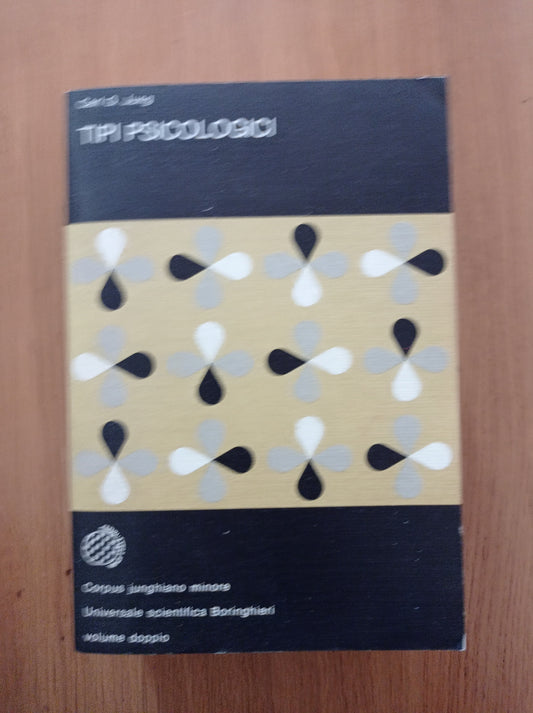 Carl G. Jung
TIPI PSICOLOGICI
Corpus junghiano minore
Universale scientifica Boringhieri
volume doppio